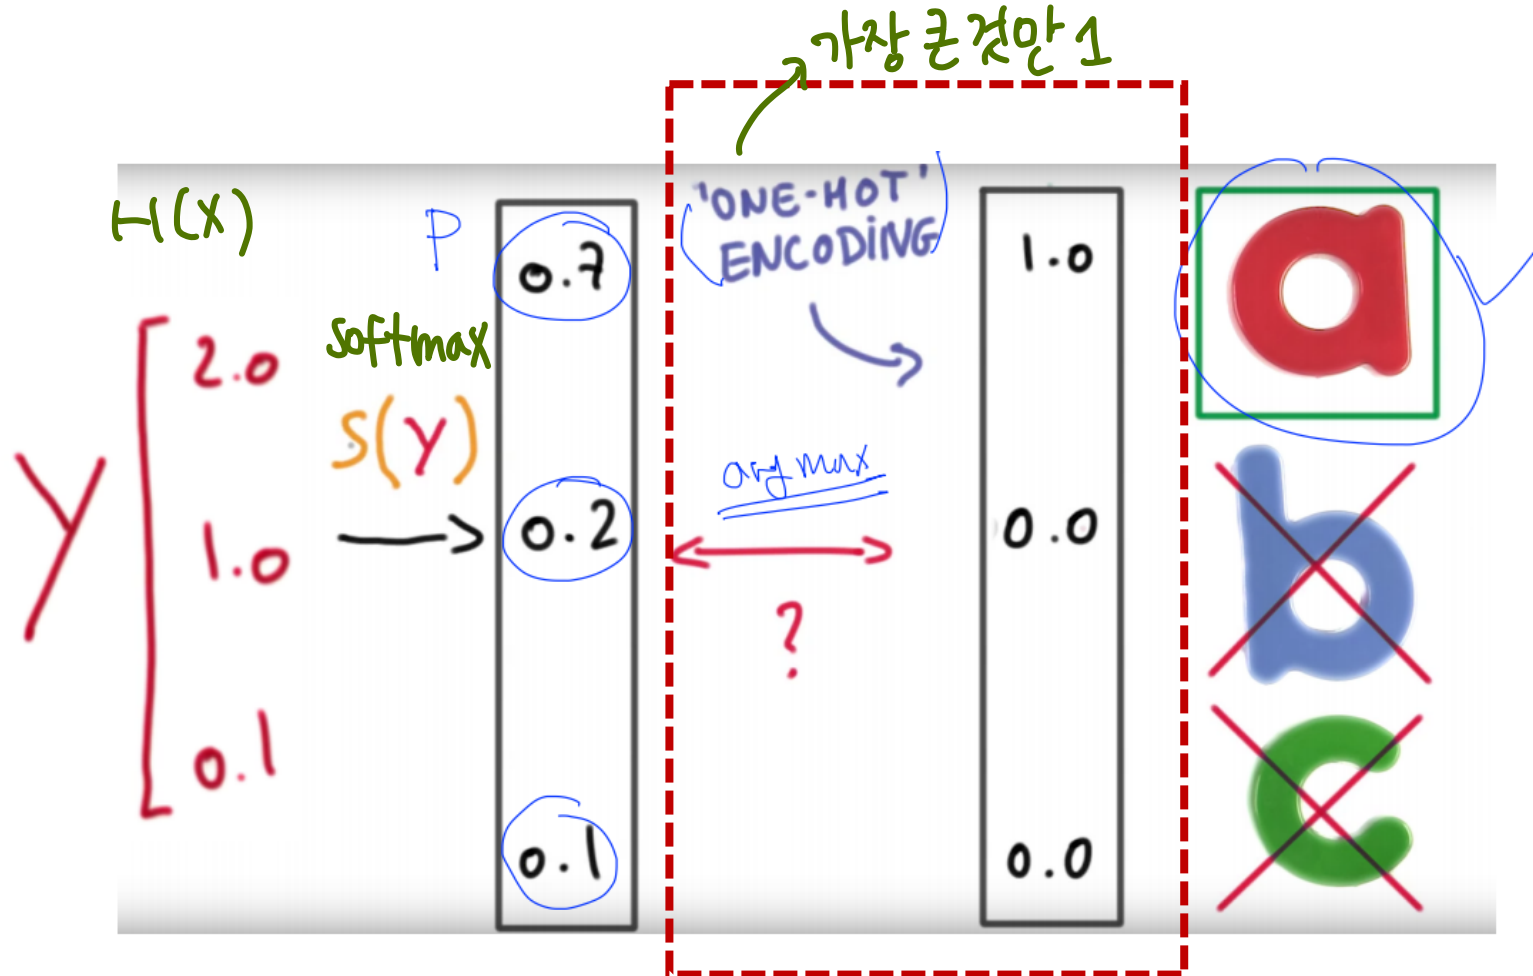 가장 큰것만 1
H(X)
P
'ONE-HOT'
ENCODING
softmax
S(Y)
Y
2.0
1.0
0.1
0.7
0.2
0.1
argmax
?
1.0
0.0
0.0
a
b
c